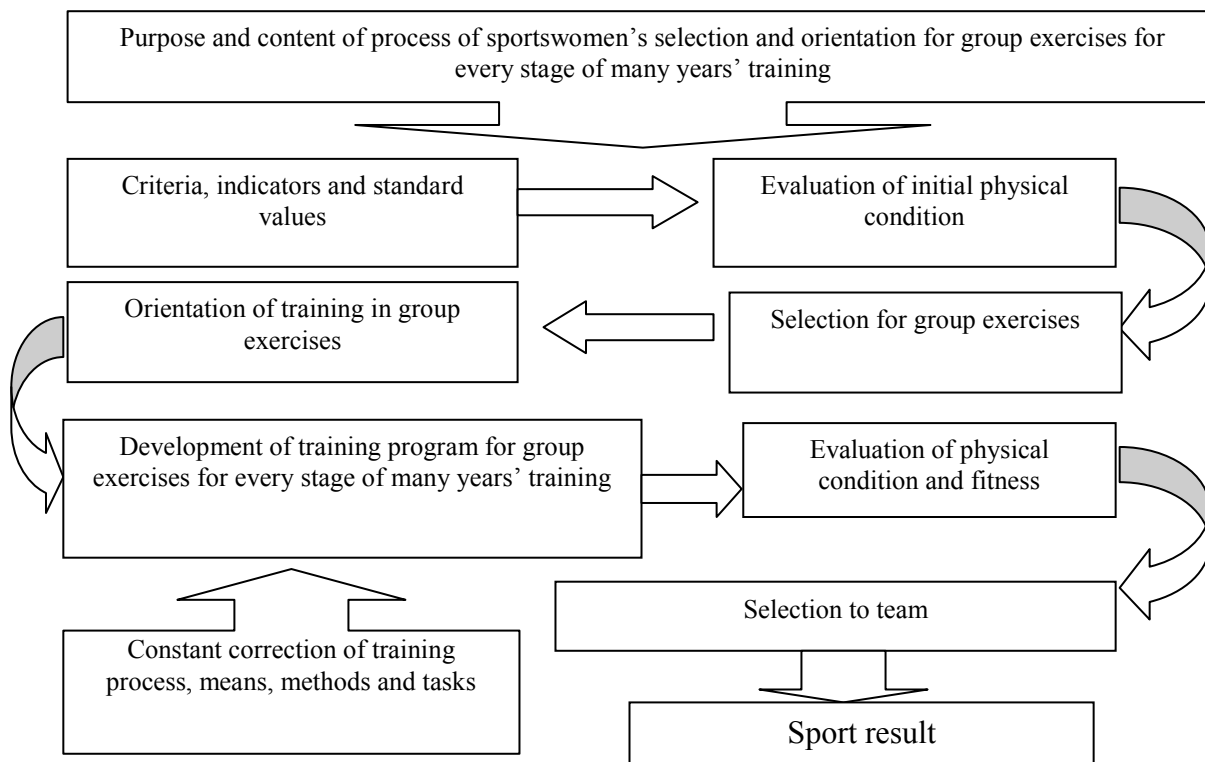 Purpose and content of process of sportswomen’s selection and orientation for group exercises for
every stage of many years’ training
Criteria, indicators and standard
values
Evaluation of initial physical
condition
Orientation of training in group
exercises
Selection for group exercises
Development of training program for group
exercises for every stage of many years’ training
Evaluation of physical
condition and fitness
Selection to team
Constant correction of training
process, means, methods and tasks
Sport result